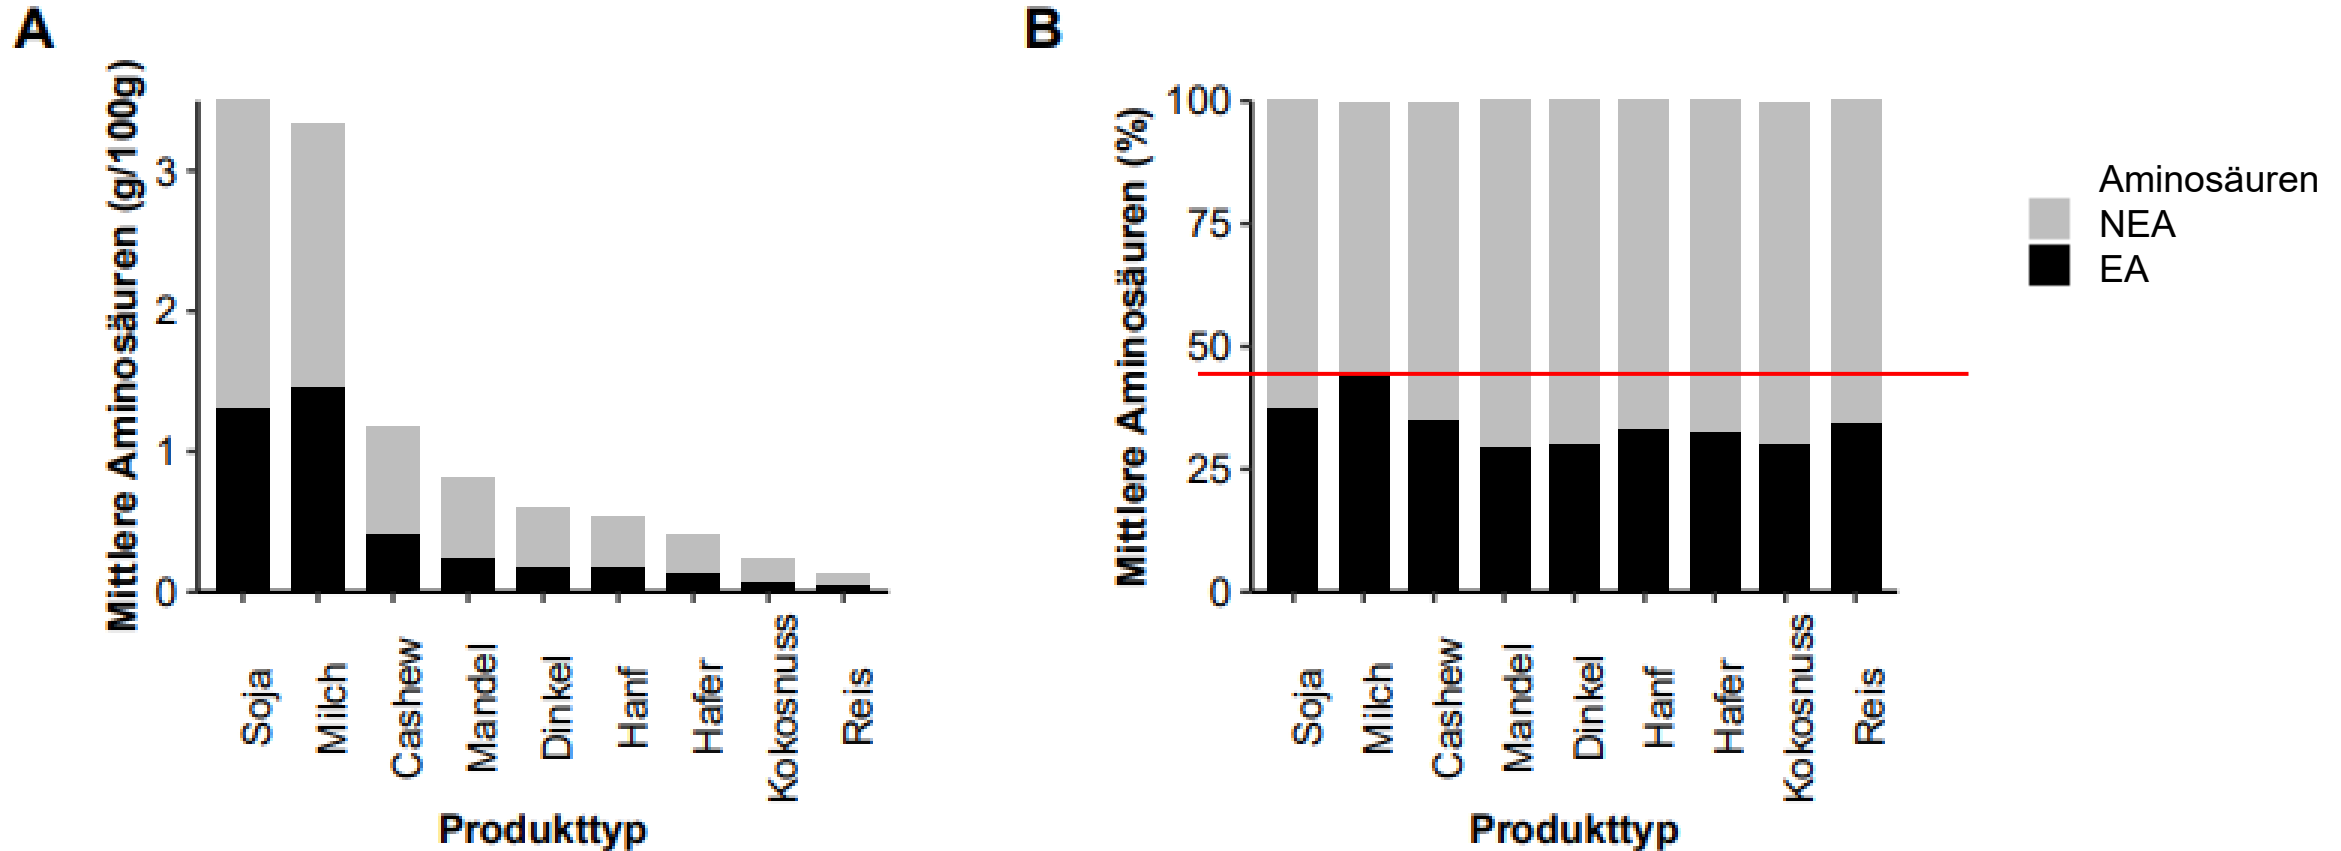 A
Mittlere Aminosäuren (g/100g)
3
2
1
0
Soja
Milch
Cashew
Mandel
Dinkel
Hanf
Hafer
Kokosnuss
Reis
Produkttyp
B
Mittlere Aminosäuren (%)
100
75
50
25
0
Soja
Milch
Cashew
Mandel
Dinkel
Hanf
Hafer
Kokosnuss
Reis
Produkttyp
Aminosäuren
NEA
EA